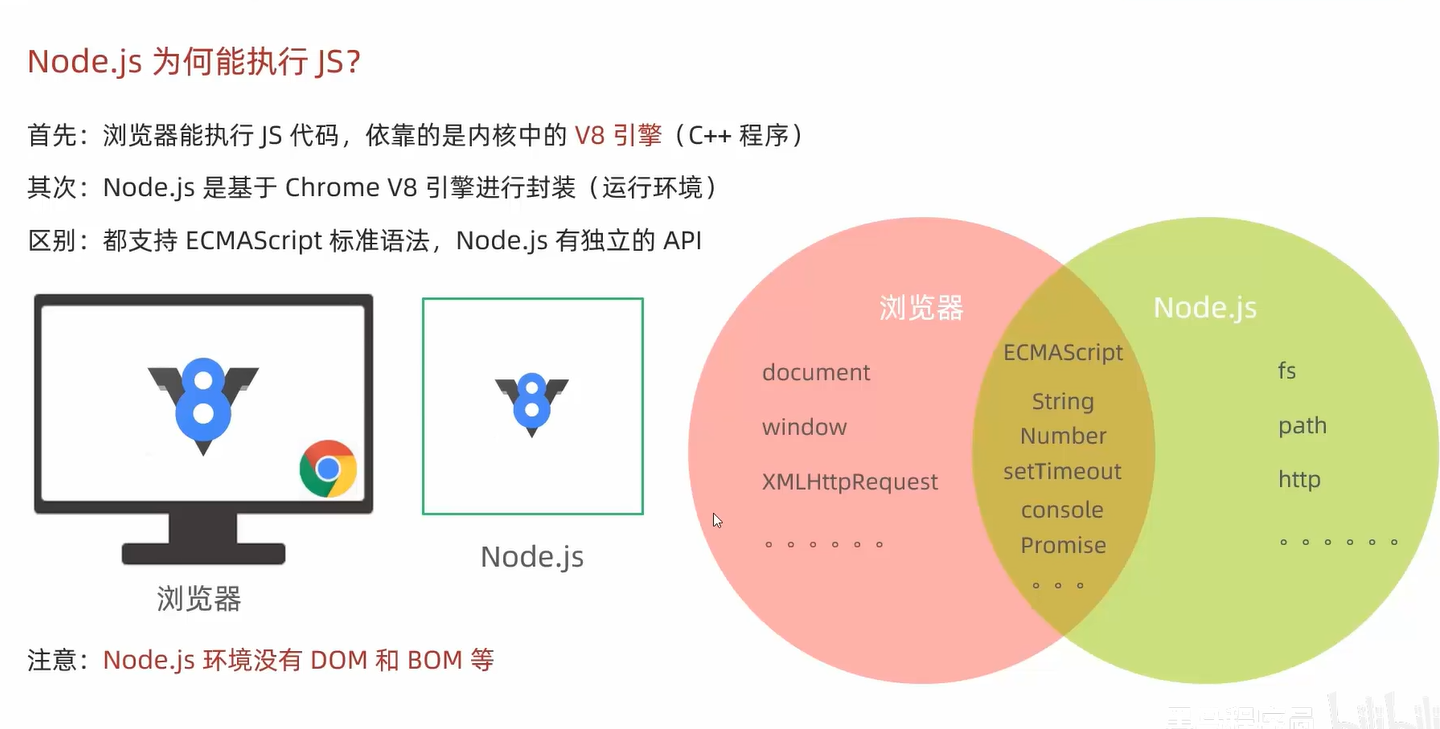 Node.js 为何能执行 JS？
首先：浏览器能执行 JS 代码，依靠的是内核中的 V8 引擎（C++ 程序）
其次：Node.js 是基于 Chrome V8 引擎进行封装（运行环境）
区别：都支持 ECMAScript 标准语法，Node.js 有独立的 API
浏览器
Node.js
注意：Node.js 环境没有 DOM 和 BOM 等
浏览器
document
window
XMLHttpRequest
。。。。。。
ECMAScript
String
Number
setTimeout
console
Promise
。。。
Node.js
fs
path
http
。。。。。。
bilibili